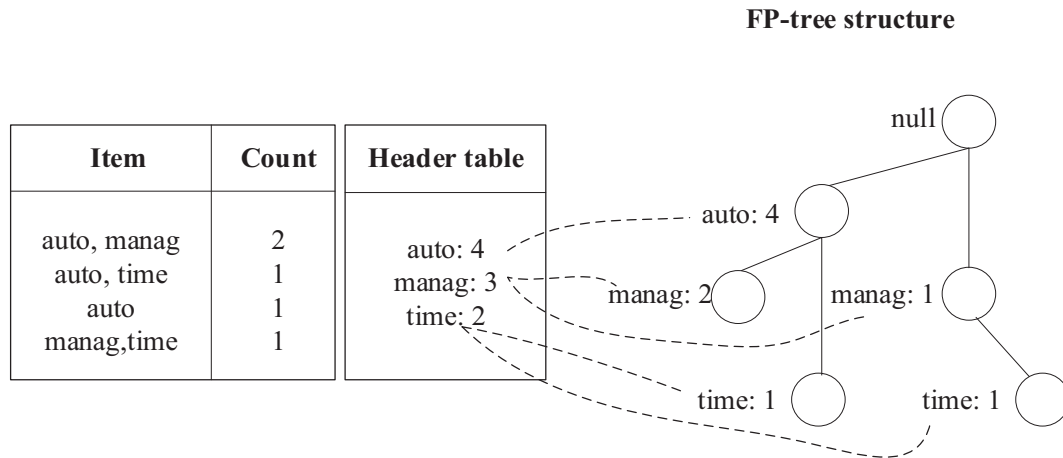 FP-tree structure
null
Item Count Header table
auto: 4
auto, manag 2
auto: 4
auto, time 1
manag: 3
manag: 2 manag: 1
auto 1
time: 2
manag,time 1
time: 1 time: 1